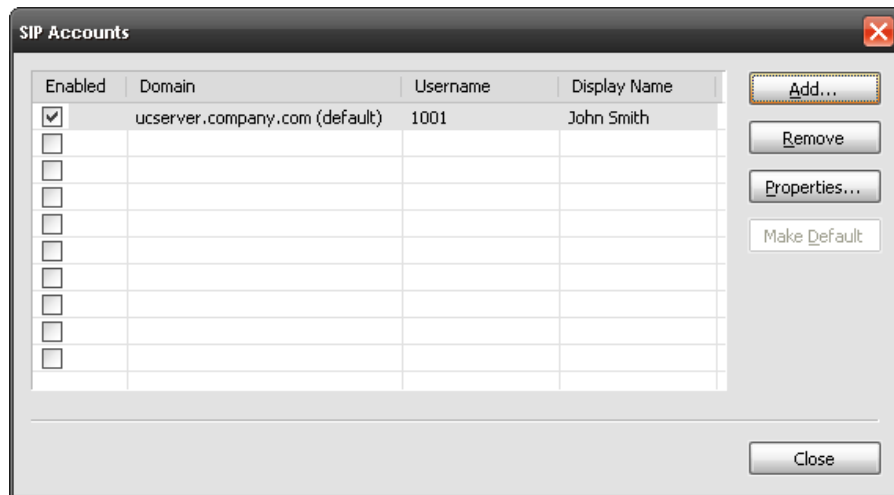 SIP Accounts
Enabled Domain Username Display Name
ucserver.company.com (default) 1001 John Smith
Add...
Remove
Properties...
Make Default
Close